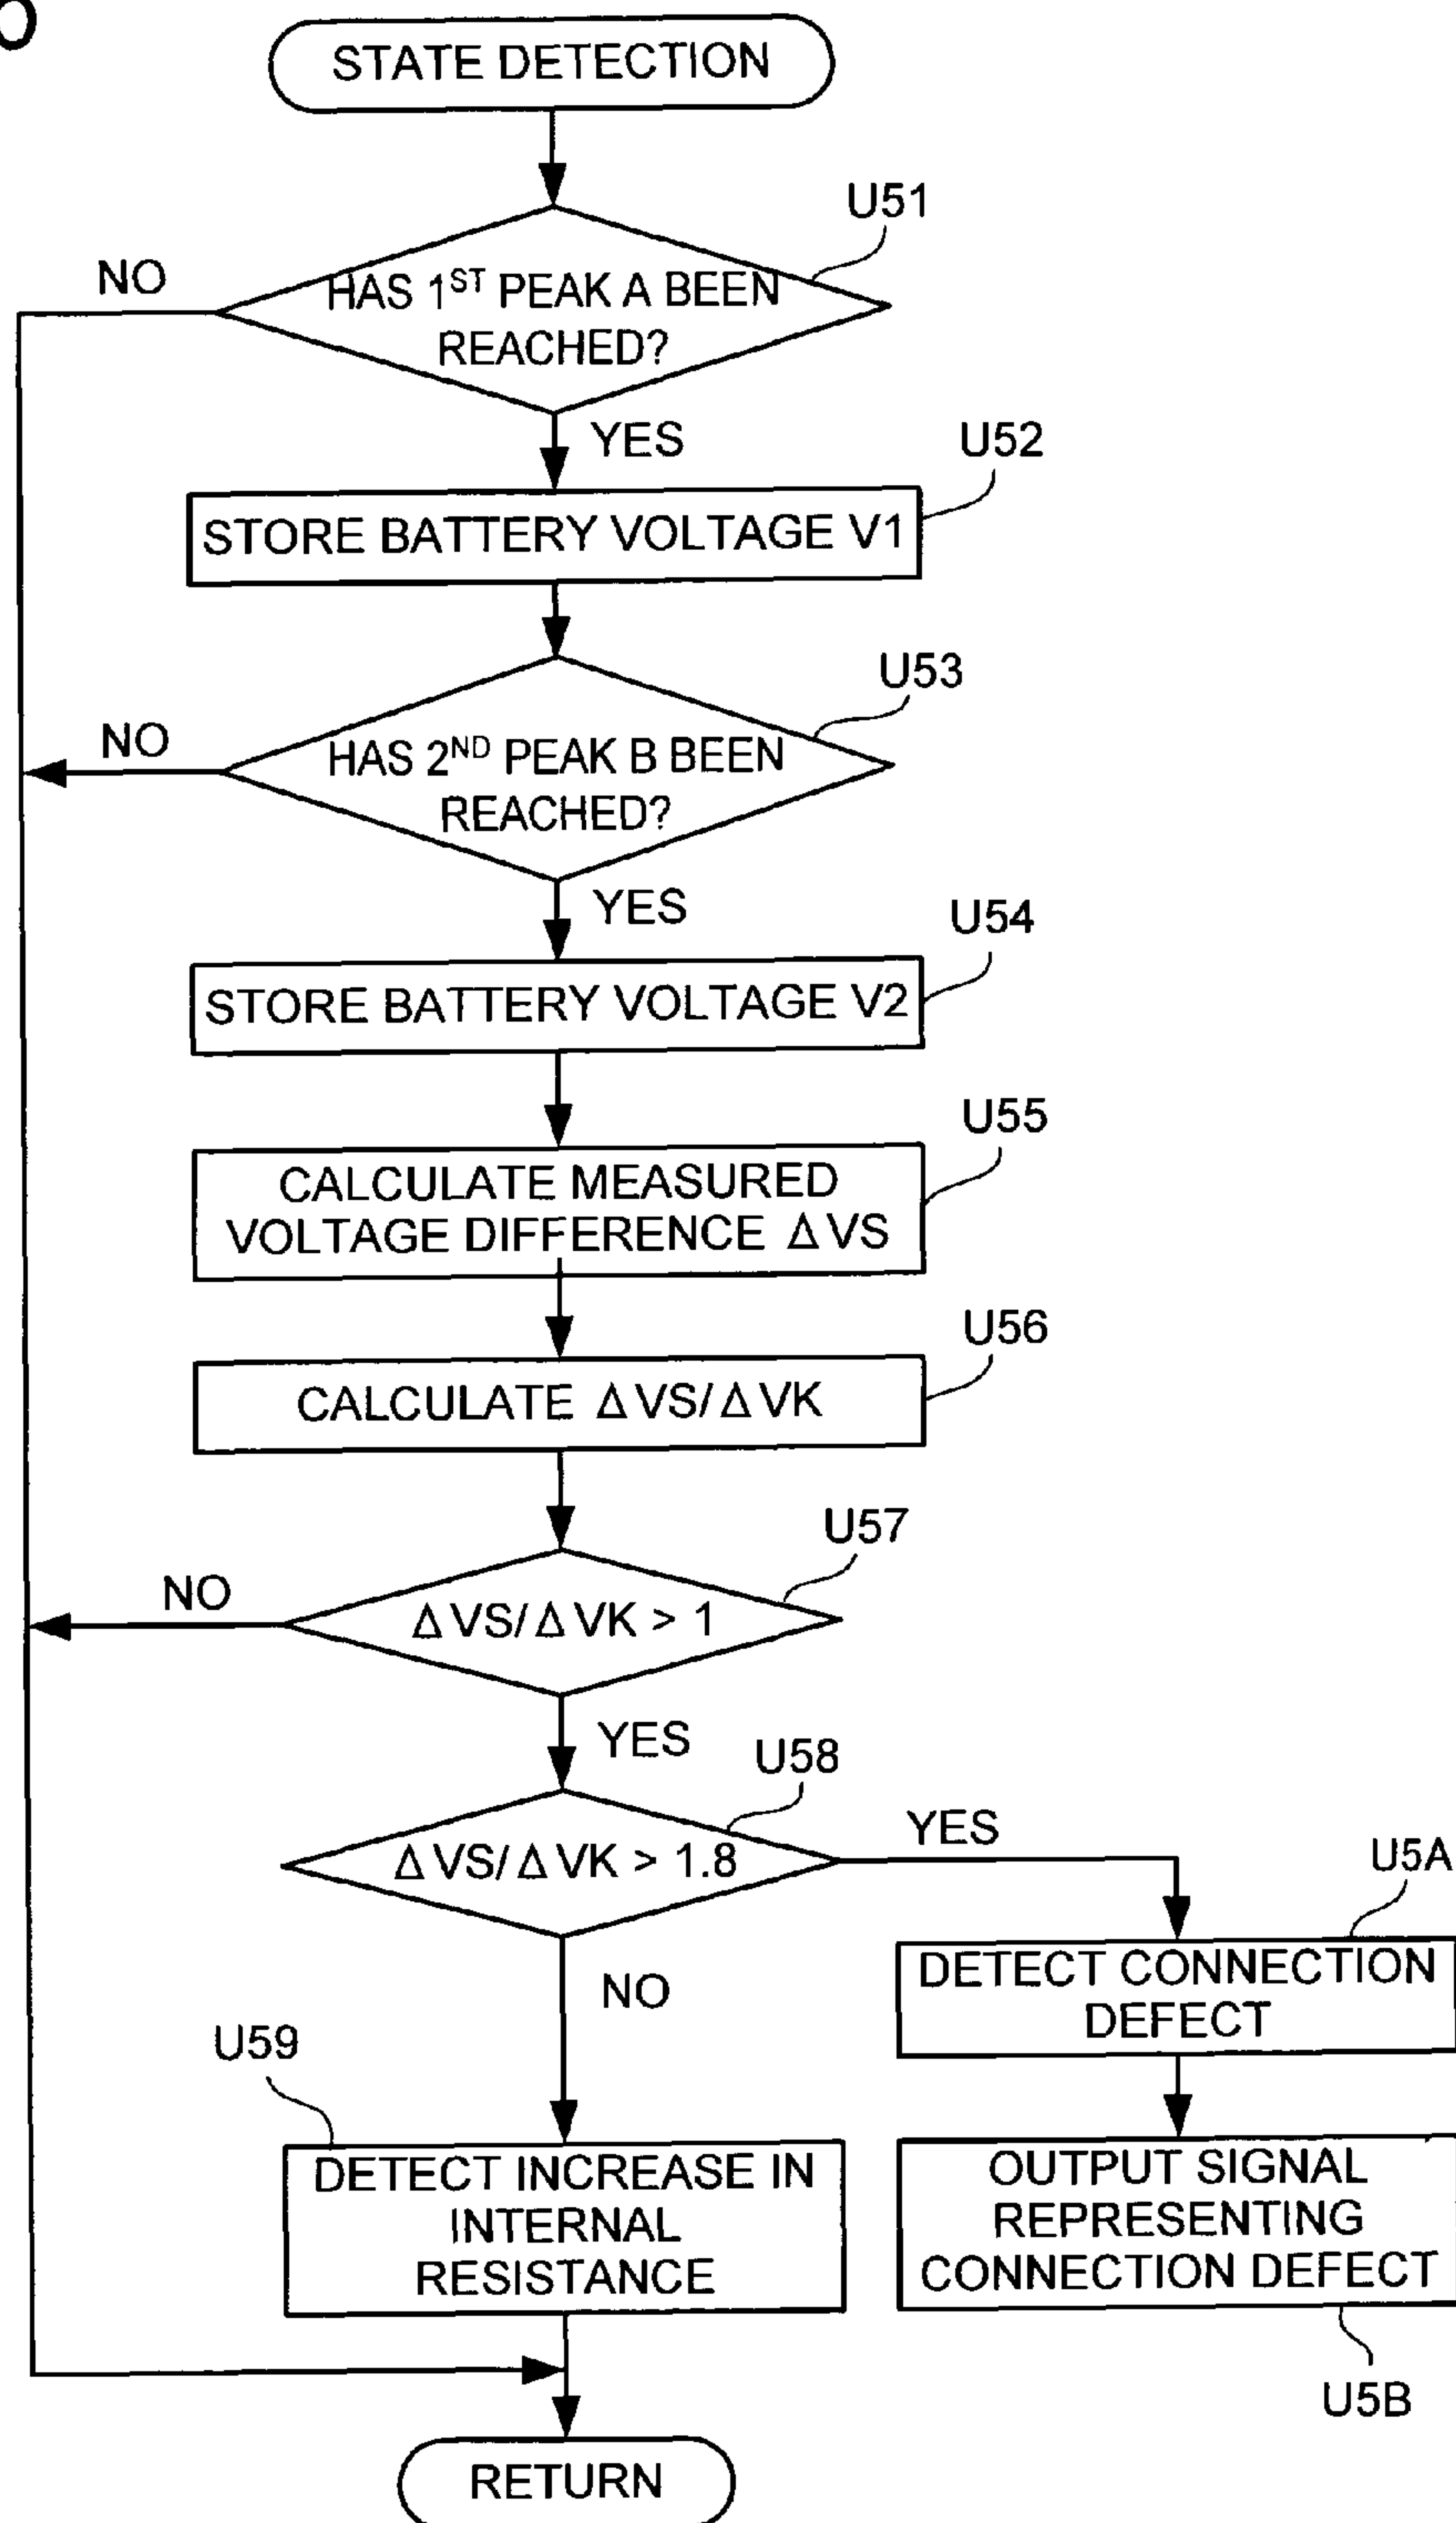 STATE DETECTION
U51
NO
HAS 1ST PEAK A BEEN
REACHED?
YES
U52
STORE BATTERY VOLTAGE V1
U53
NO
HAS 2ND PEAK B BEEN
REACHED?
YES
U54
STORE BATTERY VOLTAGE V2
U55
CALCULATE MEASURED
VOLTAGE DIFFERENCE ΔVS
U56
CALCULATE ΔVS/ΔVK
U57
NO
ΔVS/ΔVK > 1
YES
U58
ΔVS/ΔVK > 1.8
YES
U5A
DETECT CONNECTION
DEFECT
NO
U59
DETECT INCREASE IN
INTERNAL
RESISTANCE
OUTPUT SIGNAL
REPRESENTING
CONNECTION DEFECT
U5B
RETURN